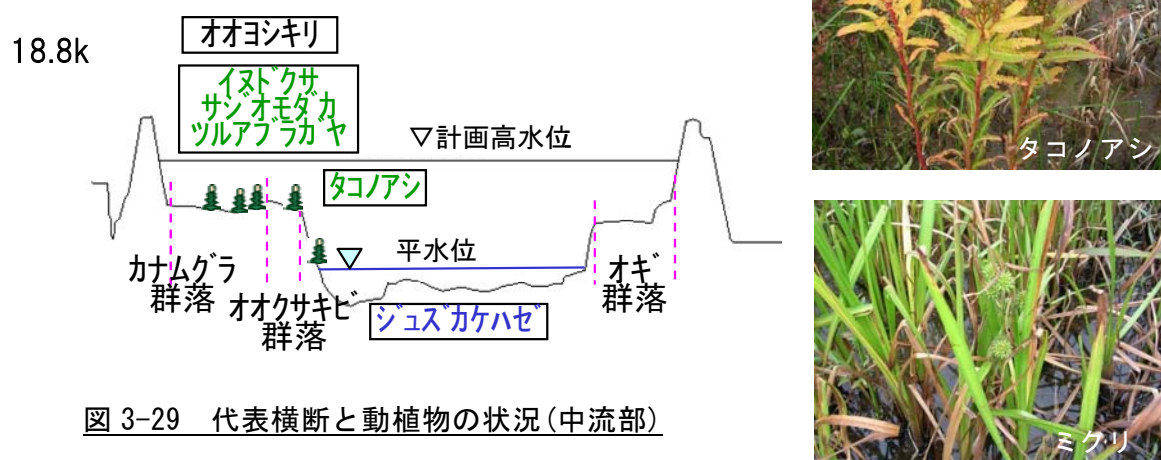 18.8k
オオヨシキリ
イヌドクサ
サジオモダカ
ツルアブラガヤ
▽計画高水位
タコノアシ
平水位
カナムグラ
群落
オオクサキビ
群落
オギ
群落
ジュズカケハゼ
図 3-29 代表横断と動植物の状況(中流部)
タコノアシ
ミクリ